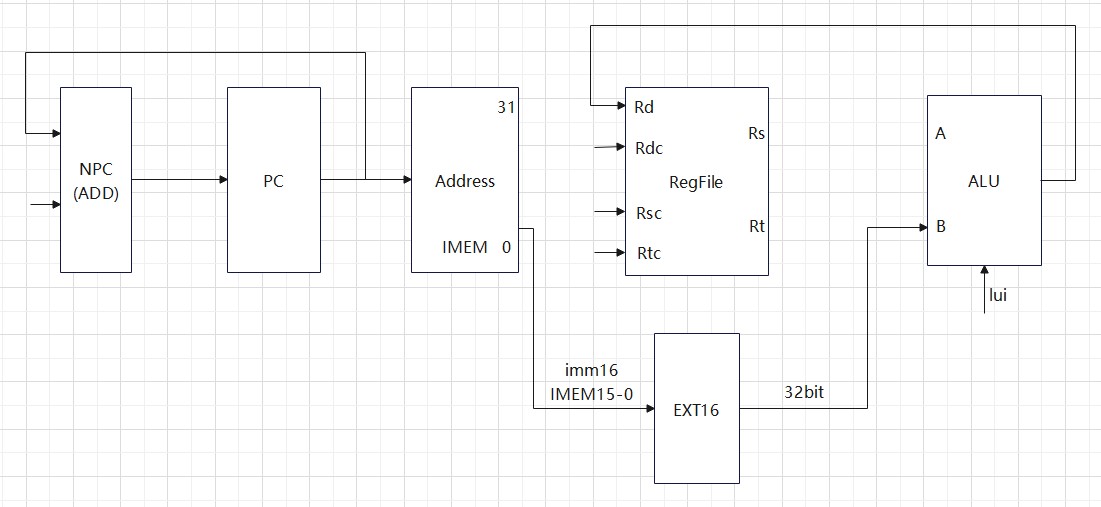 NPC
(ADD)
PC
31
Address
IMEM 0
Rd
Rdc
Rs
RegFile
Rsc
Rt
Rtc
A
ALU
B
lui
imm16
IMEM15-0
EXT16
32bit